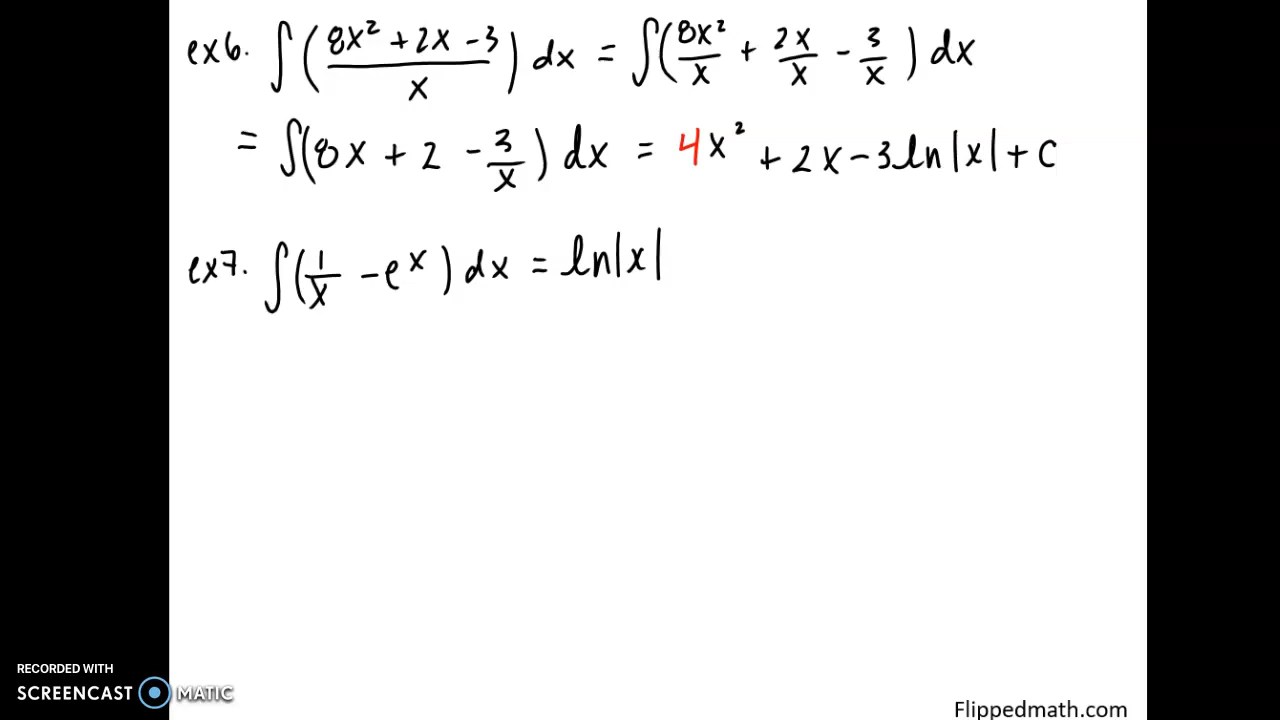 ex6. ∫(8x² + 2x - 3 / x) dx = ∫(8x²/x + 2x/x - 3/x) dx
= ∫(8x + 2 - 3/x) dx = 4x² + 2x - 3ln|x| + C
ex7. ∫(1/x - eˣ) dx = ln|x|
RECORDED WITH
SCREENCAST MATIC
Flippedmath.com